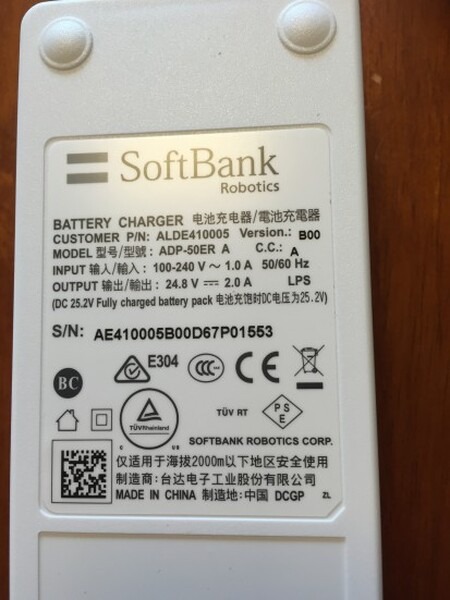 SoftBank
Robotics
BATTERY CHARGER 电池充电器/電池充電器
CUSTOMER P/N: ALDE410005 Version.: B00
MODEL 型号/型號: ADP-50ER A C.C.: A
INPUT 输入/輸入: 100-240 V ~ 1.0 A 50/60 Hz
OUTPUT 输出/輸出: 24.8 V ⎓ 2.0 A LPS
(DC 25.2V Fully charged battery pack 电池充饱时DC电压为25.2V)
S/N: AE410005B00D67P01553
BC E304 CCC CE
TÜVRheinland
TÜV RT
PSE
C US
SOFTBANK ROBOTICS CORP.
仅适用于海拔2000m以下地区安全使用
制造商: 台达电子工业股份有限公司
MADE IN CHINA 制造地: 中国 DCGP ZL